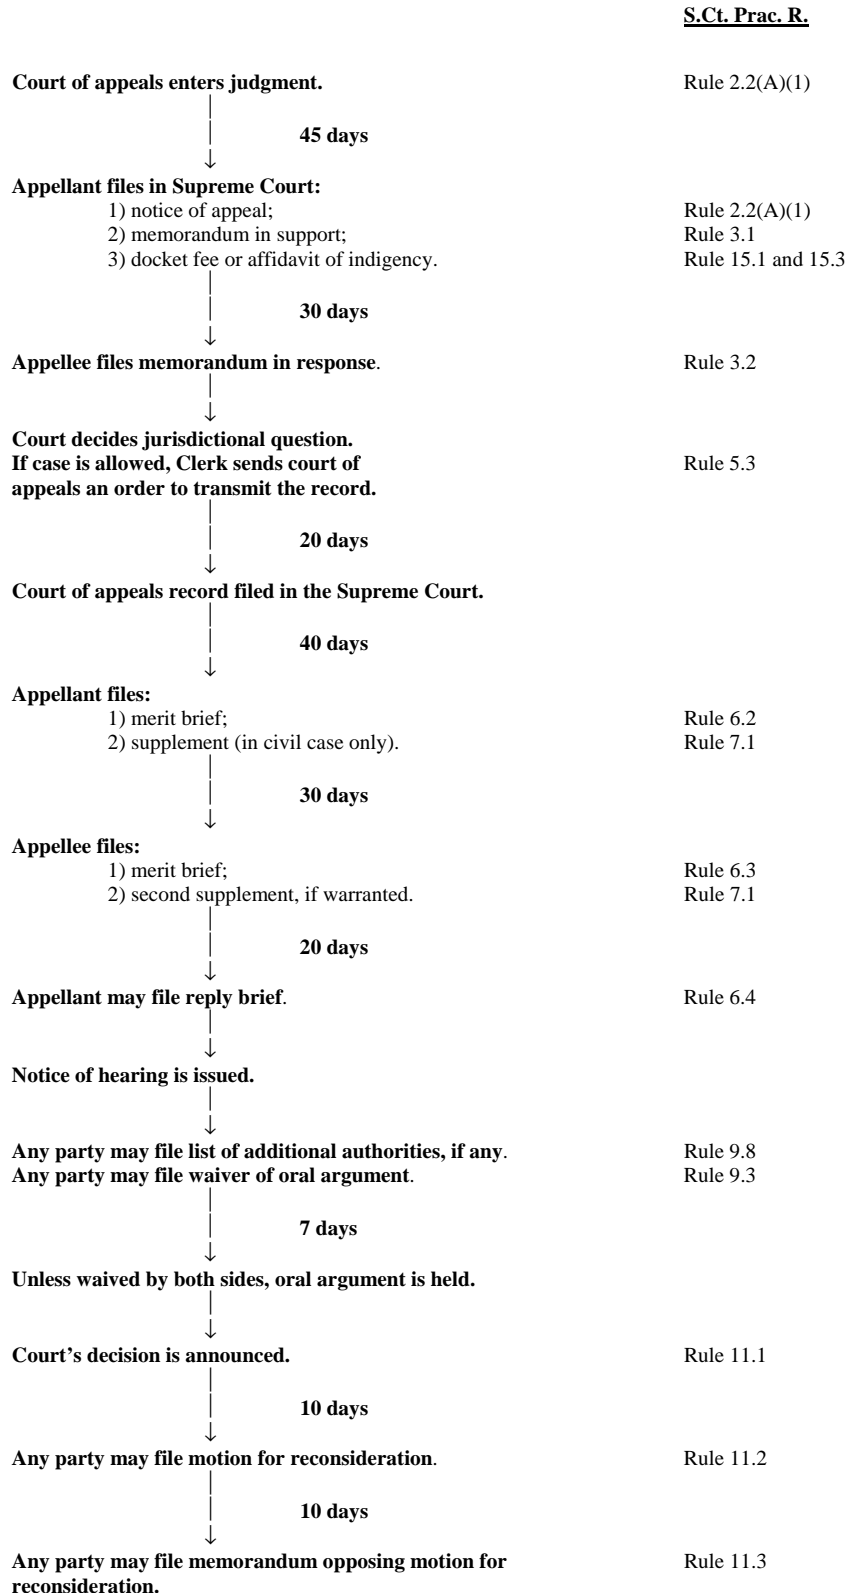 S.Ct. Prac. R.
Court of appeals enters judgment. Rule 2.2(A)(1)
45 days
Appellant files in Supreme Court:
1) notice of appeal; Rule 2.2(A)(1)
2) memorandum in support; Rule 3.1
3) docket fee or affidavit of indigency. Rule 15.1 and 15.3
30 days
Appellee files memorandum in response. Rule 3.2
Court decides jurisdictional question.
If case is allowed, Clerk sends court of Rule 5.3
appeals an order to transmit the record.
20 days
Court of appeals record filed in the Supreme Court.
40 days
Appellant files:
1) merit brief; Rule 6.2
2) supplement (in civil case only). Rule 7.1
30 days
Appellee files:
1) merit brief; Rule 6.3
2) second supplement, if warranted. Rule 7.1
20 days
Appellant may file reply brief. Rule 6.4
Notice of hearing is issued.
Any party may file list of additional authorities, if any. Rule 9.8
Any party may file waiver of oral argument. Rule 9.3
7 days
Unless waived by both sides, oral argument is held.
Court's decision is announced. Rule 11.1
10 days
Any party may file motion for reconsideration. Rule 11.2
10 days
Any party may file memorandum opposing motion for Rule 11.3
reconsideration.